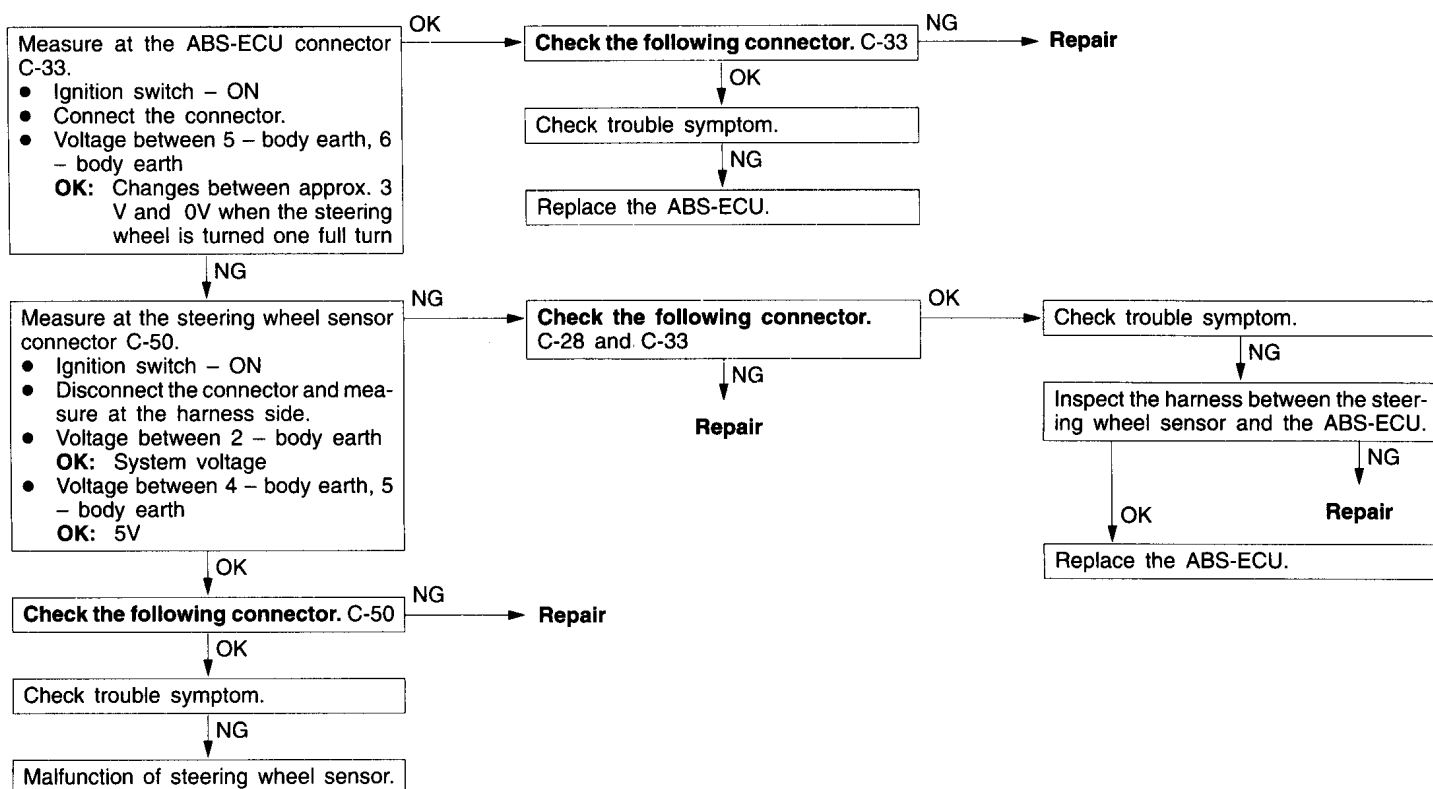 Measure at the ABS-ECU connector
C-33.
● Ignition switch – ON
● Connect the connector.
● Voltage between 5 – body earth, 6
– body earth
OK: Changes between approx. 3
V and 0V when the steering
wheel is turned one full turn
OK
Check the following connector. C-33
NG
Repair
OK
Check trouble symptom.
NG
Replace the ABS-ECU.
NG
Measure at the steering wheel sensor
connector C-50.
● Ignition switch – ON
● Disconnect the connector and mea-
sure at the harness side.
● Voltage between 2 – body earth
OK: System voltage
● Voltage between 4 – body earth, 5
– body earth
OK: 5V
NG
Check the following connector.
C-28 and C-33
NG
Repair
OK
Check trouble symptom.
NG
Inspect the harness between the steer-
ing wheel sensor and the ABS-ECU.
NG
Repair
OK
Replace the ABS-ECU.
OK
Check the following connector. C-50
NG
Repair
OK
Check trouble symptom.
NG
Malfunction of steering wheel sensor.